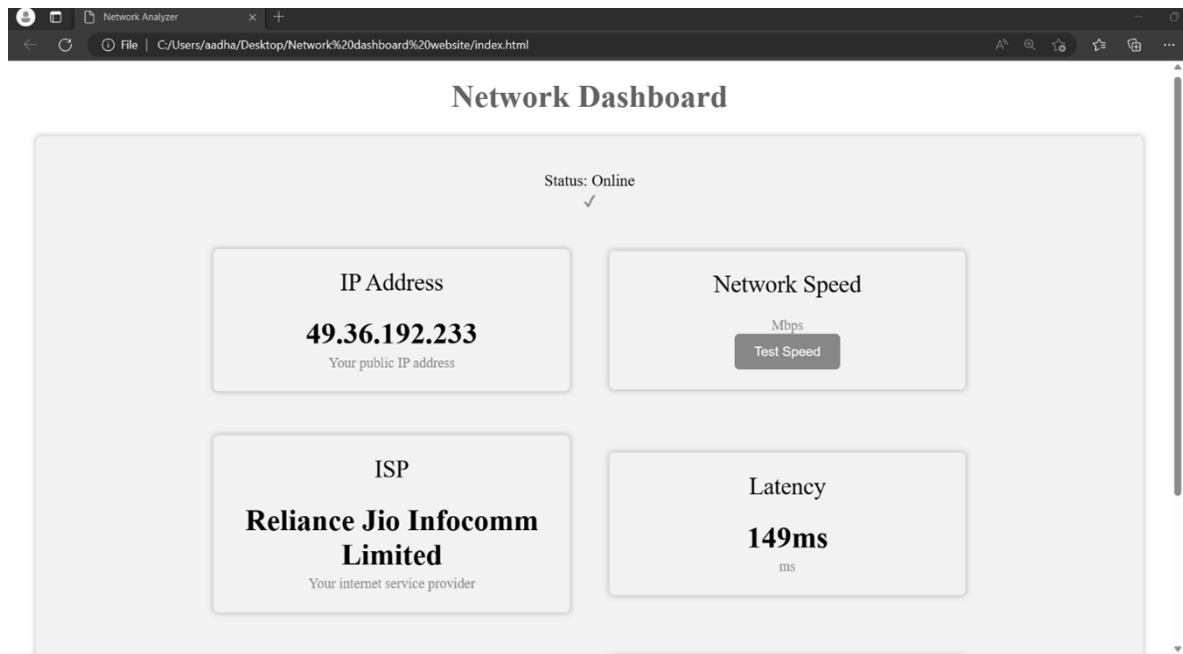 Network Analyzer
File | C:/Users/aadha/Desktop/Network%20dashboard%20website/index.html
Network Dashboard
Status: Online
✓
IP Address
49.36.192.233
Your public IP address
Network Speed
Mbps
Test Speed
ISP
Reliance Jio Infocomm
Limited
Your internet service provider
Latency
149ms
ms